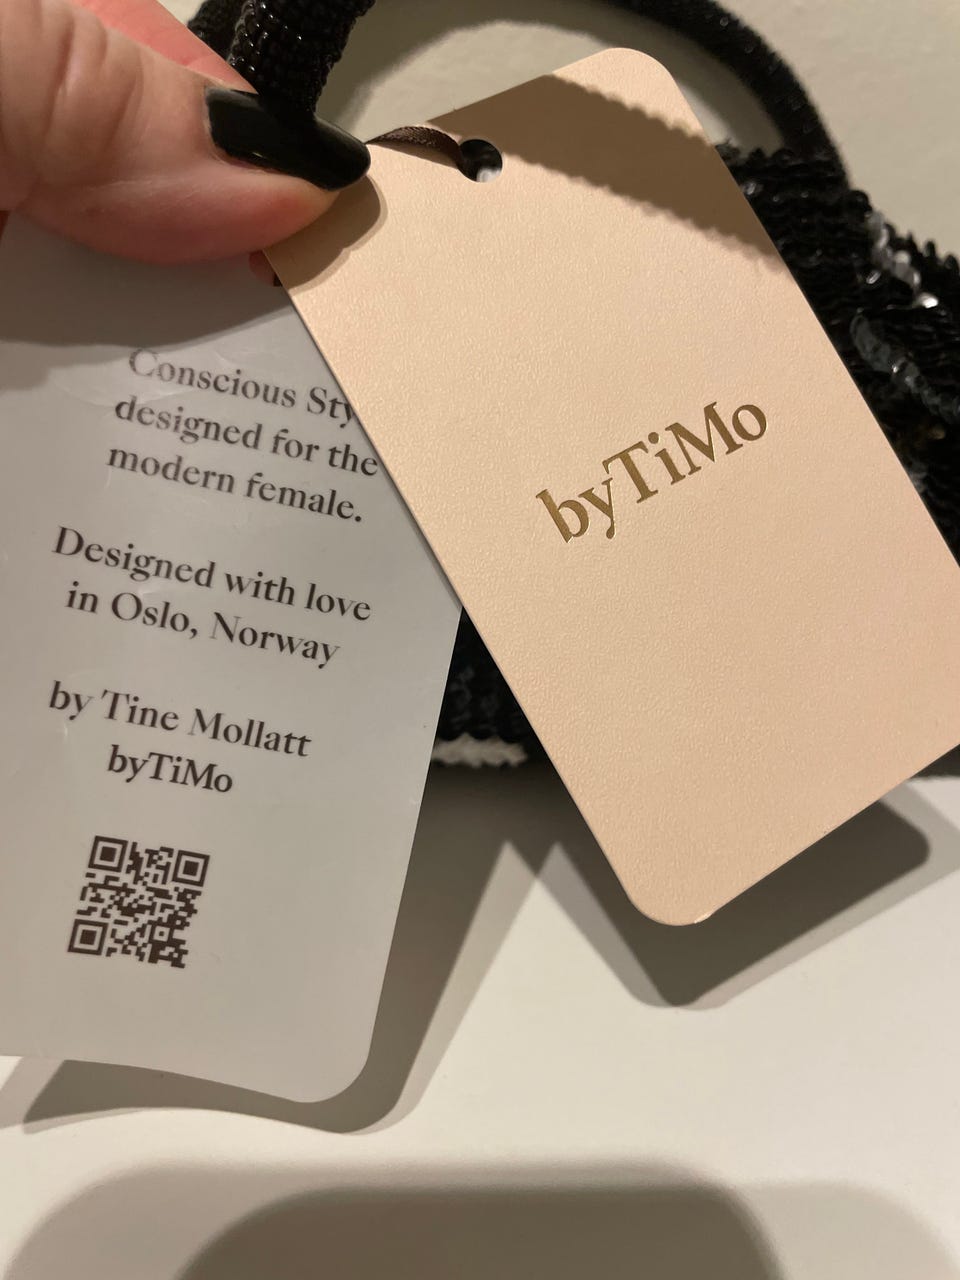 Conscious Sty
designed for the
modern female.
Designed with love
in Oslo, Norway
by Tine Mollatt
byTiMo
byTiMo